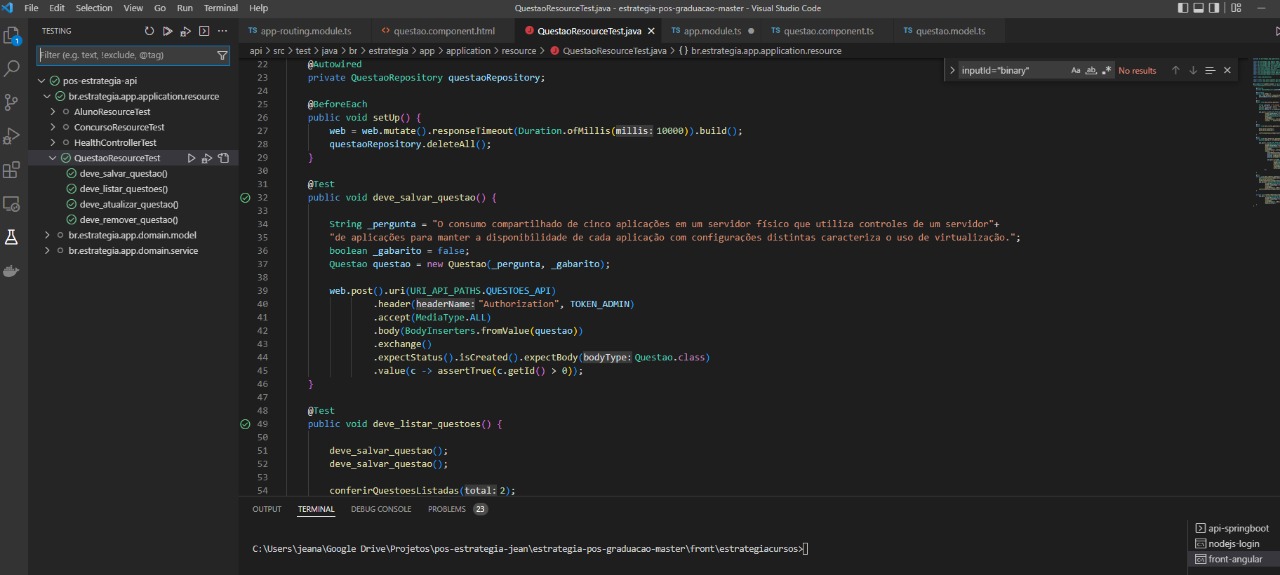 File Edit Selection View Go Run Terminal Help QuestaoResourceTest.java - estrategia-pos-graduacao-master - Visual Studio Code
TESTING
Filter (e.g. text, !exclude, @tag)
pos-estrategia-api
br.estrategia.app.application.resource
AlunoResourceTest
ConcursoResourceTest
HealthControllerTest
QuestaoResourceTest
deve_salvar_questao()
deve_listar_questoes()
deve_atualizar_questao()
deve_remover_questao()
br.estrategia.app.domain.model
br.estrategia.app.domain.service
1
TS app-routing.module.ts <> questao.component.html QuestaoResourceTest.java TS app.module.ts TS questao.component.ts TS questao.model.ts
api > src > test > java > br > estrategia > app > application > resource > QuestaoResourceTest.java > {} br.estrategia.app.application.resource
inputId="binary" Aa ab No results
22 @Autowired
23 private QuestaoRepository questaoRepository;
24
25 @BeforeEach
26 public void setUp() {
27 web = web.mutate().responseTimeout(Duration.ofMillis(millis: 10000)).build();
28 questaoRepository.deleteAll();
29 }
30
31 @Test
32 public void deve_salvar_questao() {
33
34 String _pergunta = "O consumo compartilhado de cinco aplicações em um servidor físico que utiliza controles de um servidor"+
35 "de aplicações para manter a disponibilidade de cada aplicação com configurações distintas caracteriza o uso de virtualização.";
36 boolean _gabarito = false;
37 Questao questao = new Questao(_pergunta, _gabarito);
38
39 web.post().uri(URI_API_PATHS.QUESTOES_API)
40 .header(headerName: "Authorization", TOKEN_ADMIN)
41 .accept(MediaType.ALL)
42 .body(BodyInserters.fromValue(questao))
43 .exchange()
44 .expectStatus().isCreated().expectBody(bodyType: Questao.class)
45 .value(c -> assertTrue(c.getId() > 0));
46 }
47
48 @Test
49 public void deve_listar_questoes() {
50
51 deve_salvar_questao();
52 deve_salvar_questao();
53
54 conferirQuestoesListadas(total: 2);
OUTPUT TERMINAL DEBUG CONSOLE PROBLEMS 23
C:\Users\jeana\Google Drive\Projetos\pos-estrategia-jean\estrategia-pos-graduacao-master\front\estrategiacursos>
api-springboot
nodejs-login
front-angular